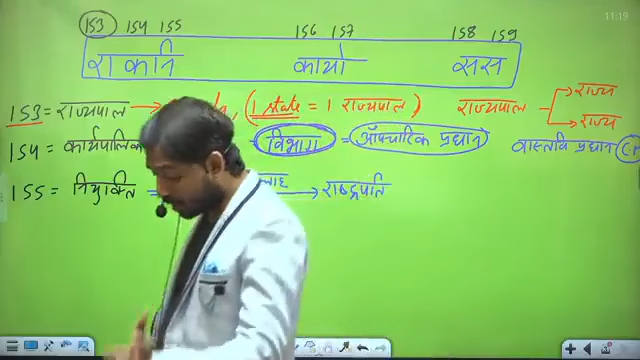 11:19
153 154 155 156 157 158 159
रा कानि कार्यो सस
153 = राज्यपाल → (1 state = 1 राज्यपाल) राज्यपाल → राज्य
→ राज्य
154 = कार्यपालिक विभाग = औपचारिक प्रधान वास्तवि प्रधान
155 = नियुक्ति = → राष्ट्रपति